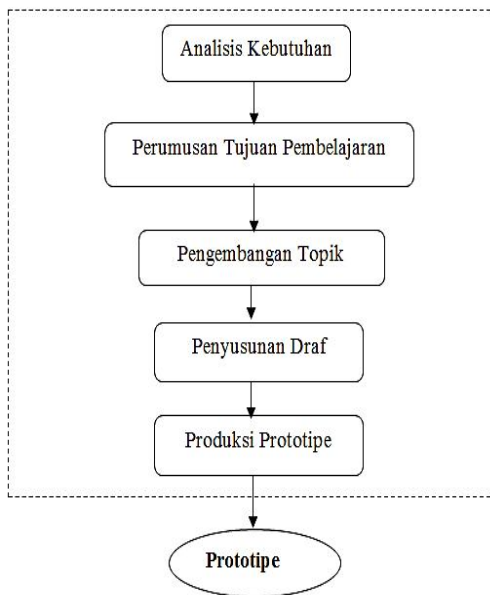 Analisis Kebutuhan
Perumusan Tujuan Pembelajaran
Pengembangan Topik
Penyusunan Draf
Produksi Prototipe
Prototipe